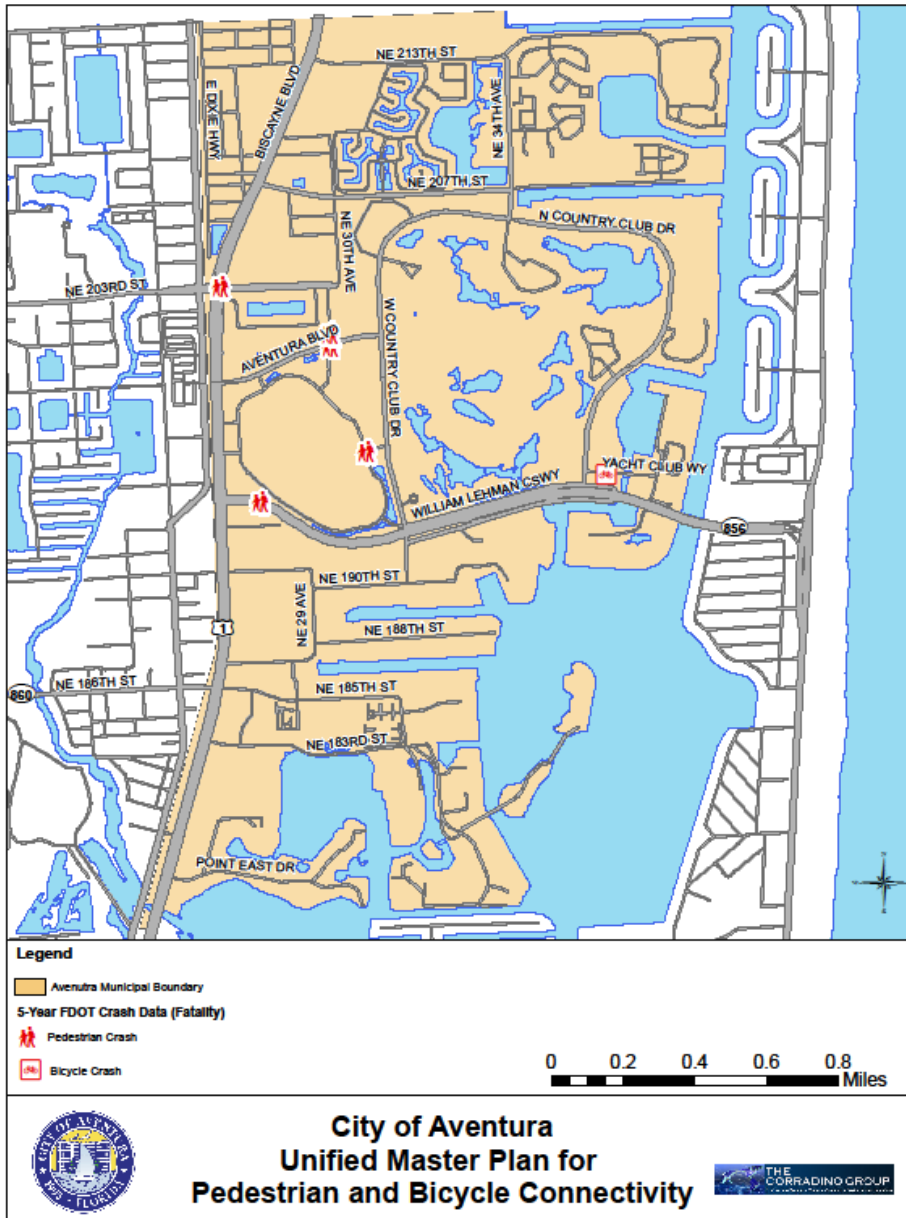 NE 213TH ST
E DIXIE HWY
BISCAYNE BLVD
NE 34TH AVE
NE 207TH ST
NE 30TH AVE
N COUNTRY CLUB DR
NE 203RD ST
W COUNTRY CLUB DR
AVENTURA BLVD
YACHT CLUB WY
WILLIAM LEHMAN CSWY
856
NE 190TH ST
NE 29 AVE
1
NE 188TH ST
NE 186TH ST
860
NE 185TH ST
NE 183RD ST
POINT EAST DR
Legend
Avenutra Municipal Boundary
5-Year FDOT Crash Data (Fatality)
Pedestrian Crash
Bicycle Crash
0 0.2 0.4 0.6 0.8
Miles
CITY OF AVENTURA
1995 - FLORIDA
City of Aventura
Unified Master Plan for
Pedestrian and Bicycle Connectivity
THE
CORRADINO GROUP